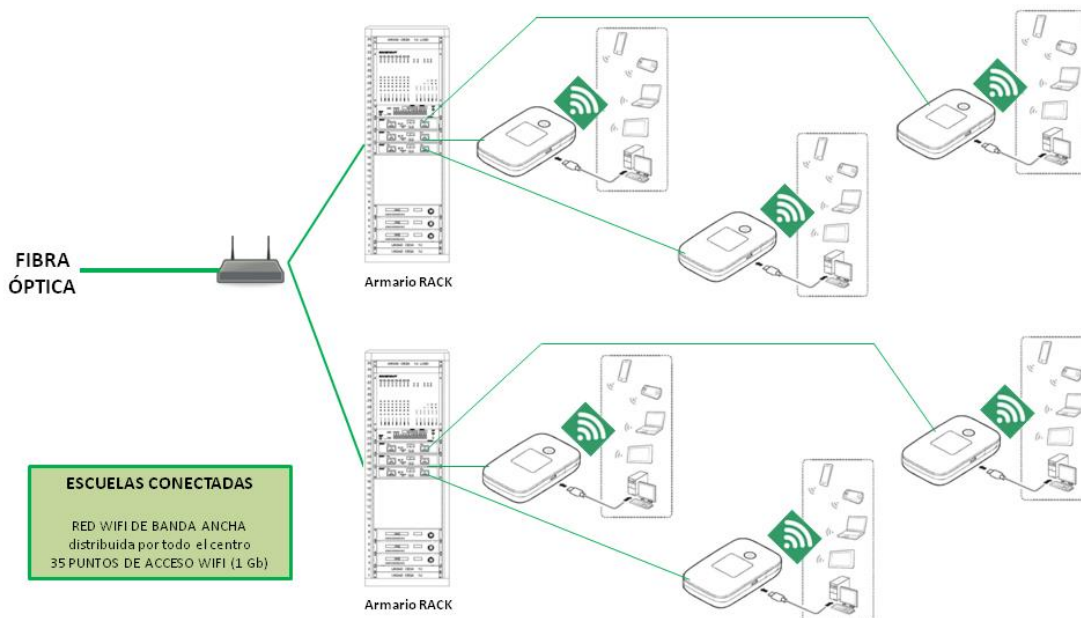 FIBRA
ÓPTICA
Armario RACK
Armario RACK
ESCUELAS CONECTADAS
RED WIFI DE BANDA ANCHA
distribuida por todo el centro
35 PUNTOS DE ACCESO WIFI (1 Gb)